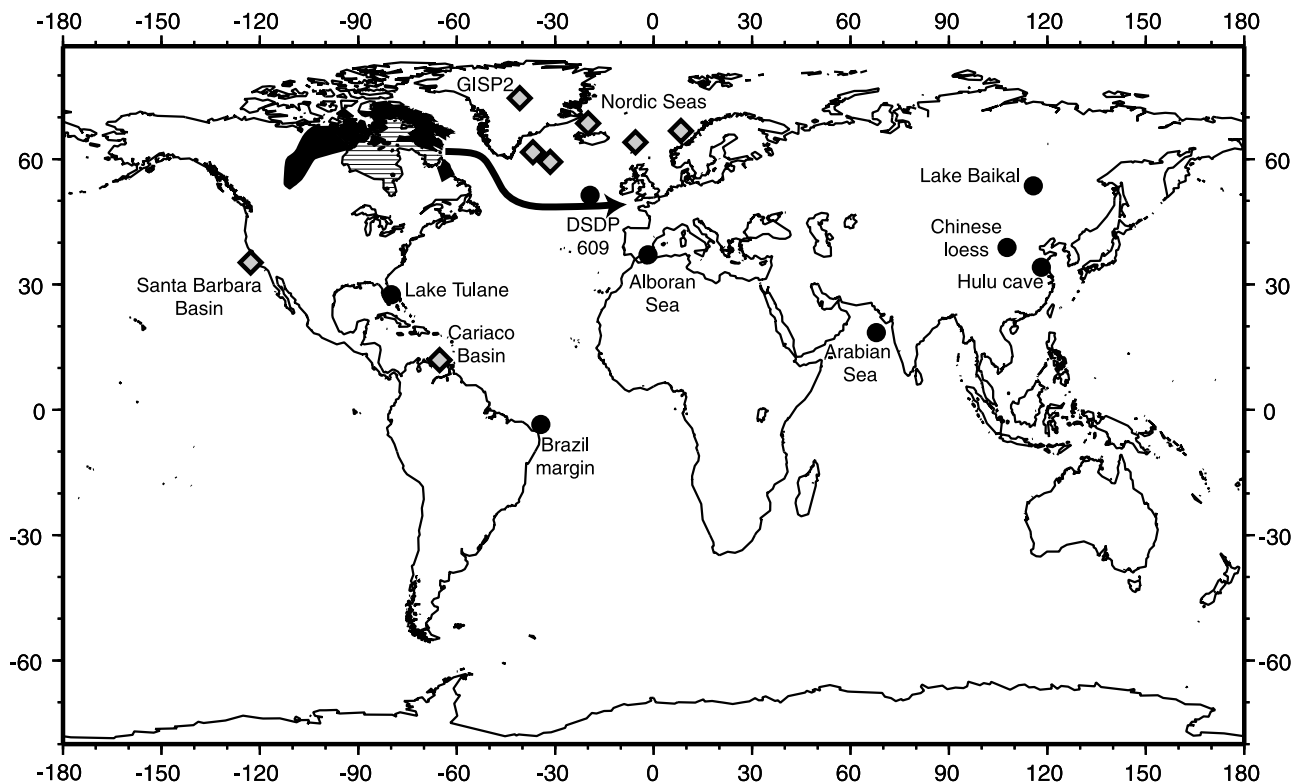 -180 -150 -120 -90 -60 -30 0 30 60 90 120 150 180
GISP2
Nordic Seas
60 60
Lake Baikal
DSDP
609
Chinese
loess
Hulu cave
30 30
Santa Barbara
Basin
Lake Tulane
Alboran
Sea
Cariaco
Basin
Arabian
Sea
0 0
Brazil
margin
-30 -30
-60 -60
-180 -150 -120 -90 -60 -30 0 30 60 90 120 150 180